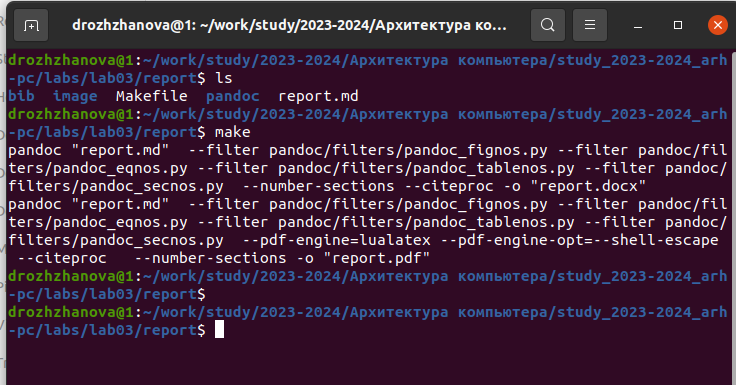 drozhzhanova@1: ~/work/study/2023-2024/Архитектура ко...
drozhzhanova@1:~/work/study/2023-2024/Архитектура компьютера/study_2023-2024_arh
-pc/labs/lab03/report$ ls
bib  image  Makefile  pandoc  report.md
drozhzhanova@1:~/work/study/2023-2024/Архитектура компьютера/study_2023-2024_arh
-pc/labs/lab03/report$ make
pandoc "report.md"  --filter pandoc/filters/pandoc_fignos.py --filter pandoc/fil
ters/pandoc_eqnos.py --filter pandoc/filters/pandoc_tablenos.py --filter pandoc/
filters/pandoc_secnos.py  --number-sections --citeproc -o "report.docx"
pandoc "report.md"  --filter pandoc/filters/pandoc_fignos.py --filter pandoc/fil
ters/pandoc_eqnos.py --filter pandoc/filters/pandoc_tablenos.py --filter pandoc/
filters/pandoc_secnos.py  --pdf-engine=lualatex --pdf-engine-opt=--shell-escape
 --citeproc   --number-sections -o "report.pdf"
drozhzhanova@1:~/work/study/2023-2024/Архитектура компьютера/study_2023-2024_arh
-pc/labs/lab03/report$
drozhzhanova@1:~/work/study/2023-2024/Архитектура компьютера/study_2023-2024_arh
-pc/labs/lab03/report$